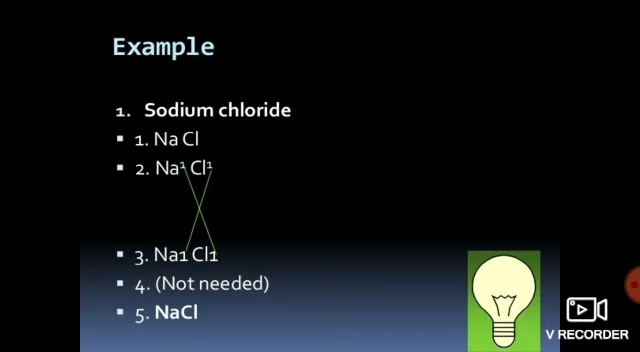 Example
1. Sodium chloride
1. Na Cl
2. Na¹ Cl¹
3. Na1 Cl1
4. (Not needed)
5. NaCl
V RECORDER